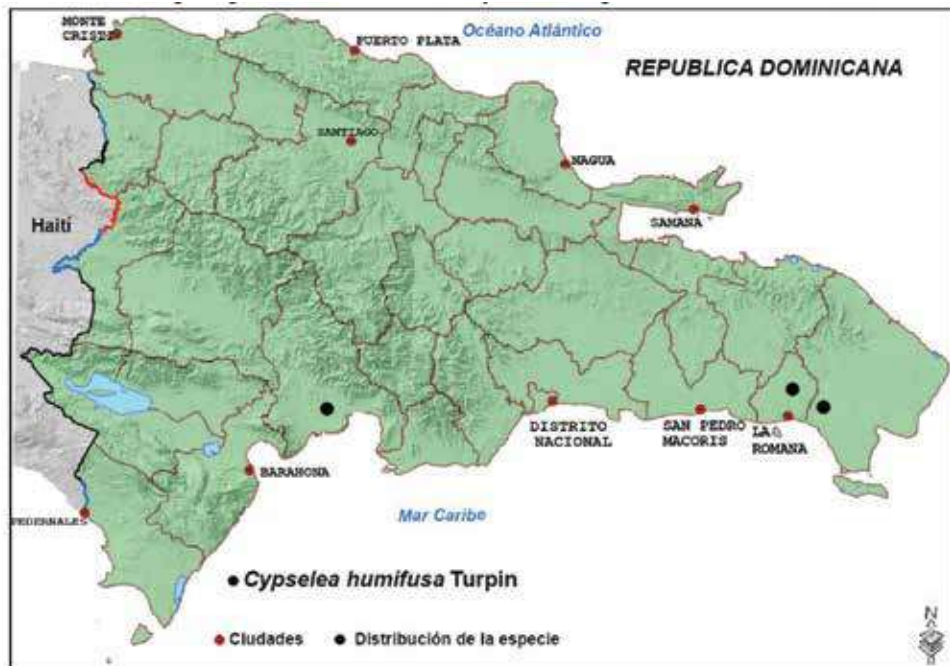 MONTE
CRISTI
PUERTO PLATA
Océano Atlántico
REPUBLICA DOMINICANA
SANTIAGO
NAGUA
SAMANA
Haití
DISTRITO
NACIONAL
SAN PEDRO
MACORIS
LA
ROMANA
BARAHONA
PEDERNALES
Mar Caribe
Cypselea humifusa Turpin
Ciudades
Distribución de la especie
N